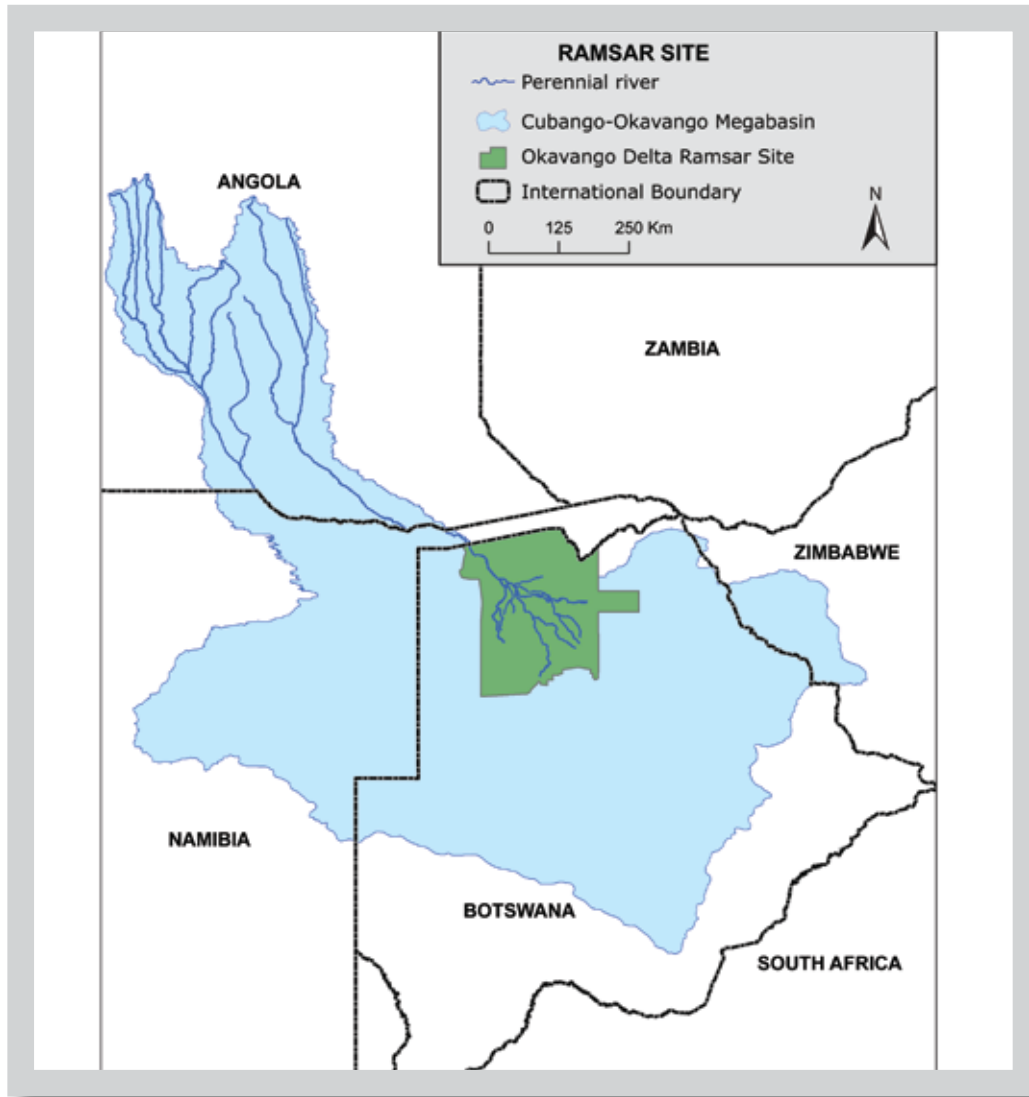 RAMSAR SITE
Perennial river
Cubango-Okavango Megabasin
Okavango Delta Ramsar Site
International Boundary
0 125 250 Km
N
ANGOLA
ZAMBIA
ZIMBABWE
NAMIBIA
BOTSWANA
SOUTH AFRICA